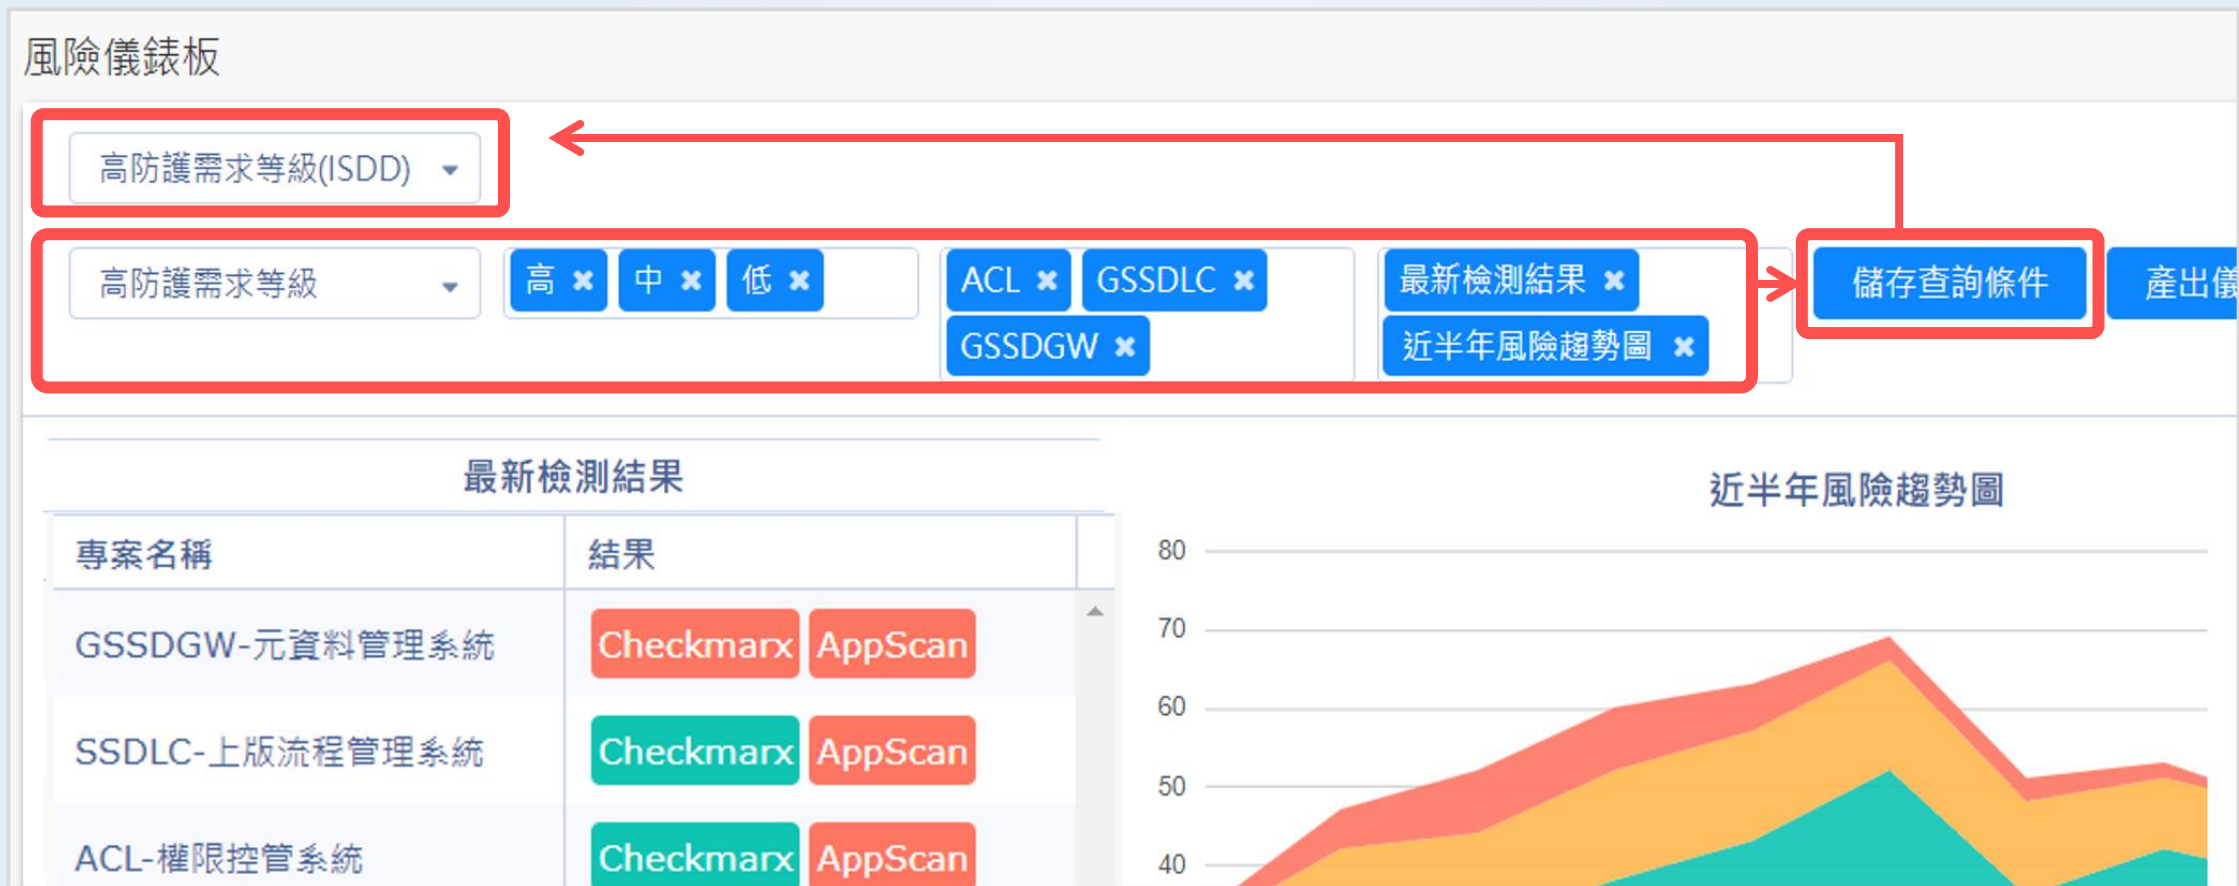 風險儀錶板
高防護需求等級(ISDD)
高防護需求等級 高 中 低 ACL GSSDLC 最新檢測結果 儲存查詢條件 產出儀
GSSDGW 近半年風險趨勢圖
最新檢測結果
近半年風險趨勢圖
專案名稱 結果
GSSDGW-元資料管理系統 Checkmarx AppScan
SSDLC-上版流程管理系統 Checkmarx AppScan
ACL-權限控管系統 Checkmarx AppScan
80
70
60
50
40